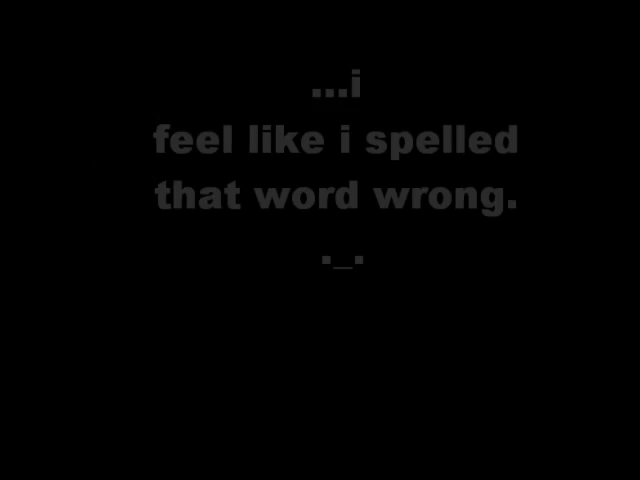 ...i
feel like i spelled
that word wrong.
._.